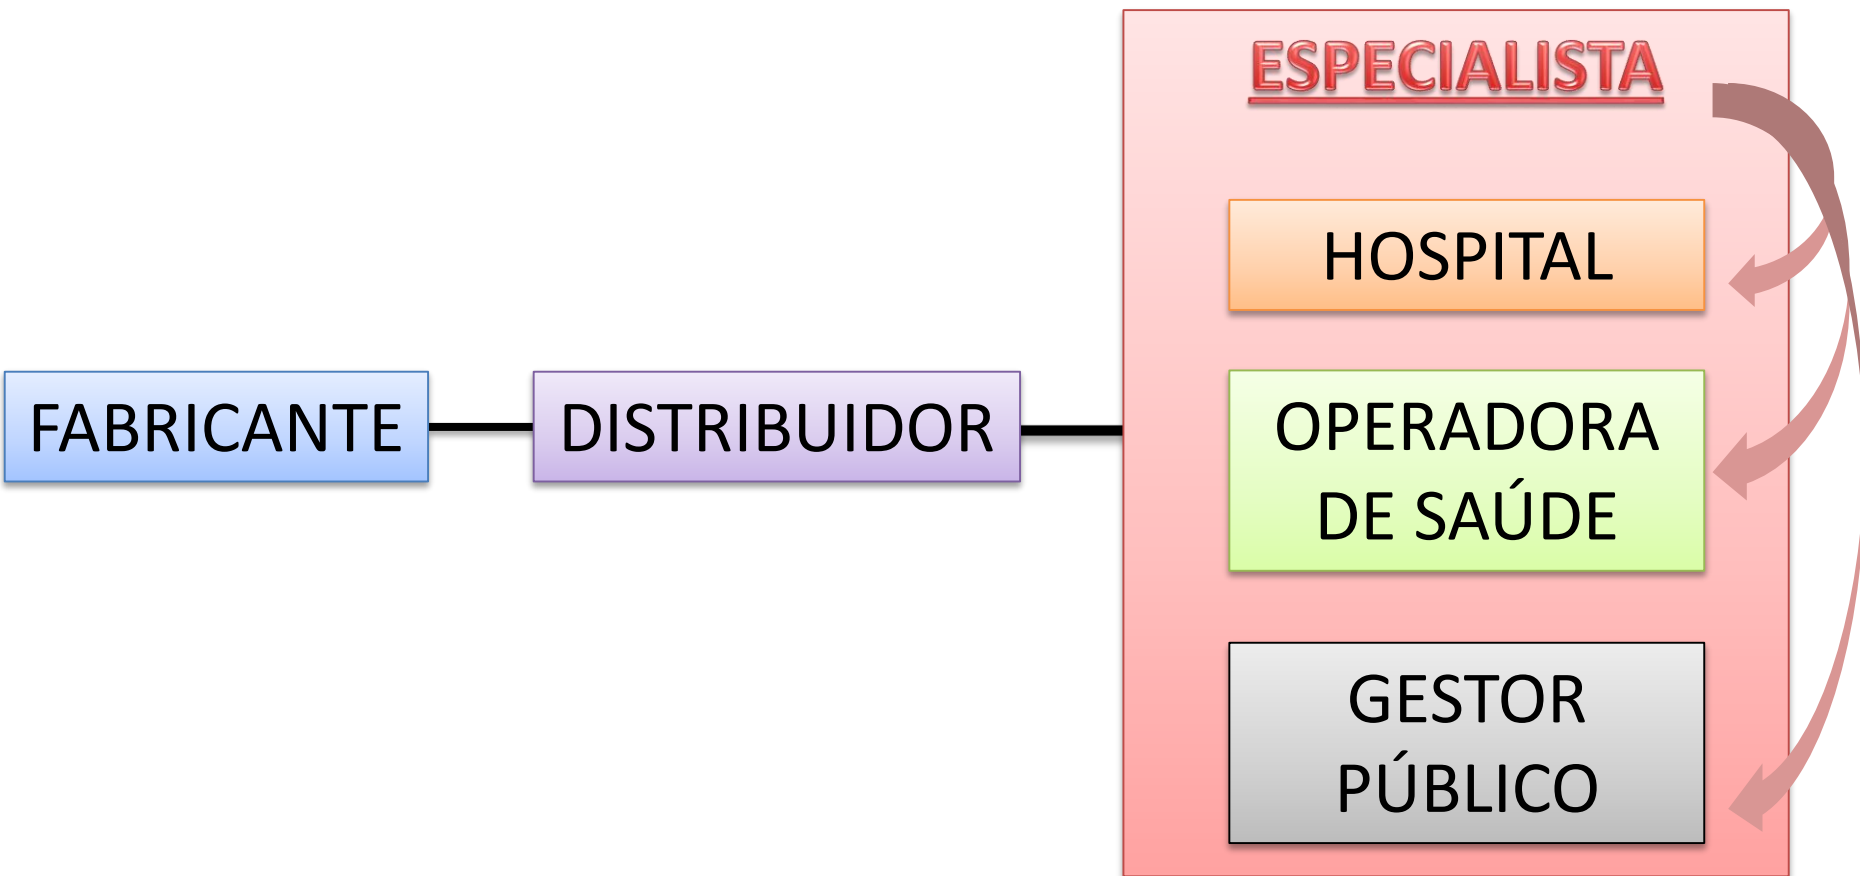 ESPECIALISTA
HOSPITAL
FABRICANTE
DISTRIBUIDOR
OPERADORA
DE SAÚDE
GESTOR
PÚBLICO